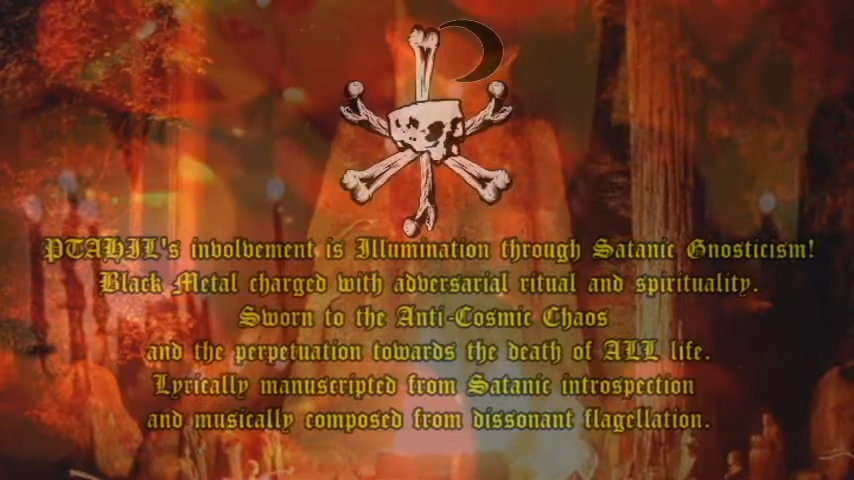 PTAHIL's involvement is Illumination through Satanic Gnosticism!
Black Metal charged with adversarial ritual and spirituality.
Sworn to the Anti-Cosmic Chaos
and the perpetuation towards the death of ALL life.
Lyrically manuscripted from Satanic introspection
and musically composed from dissonant flagellation.